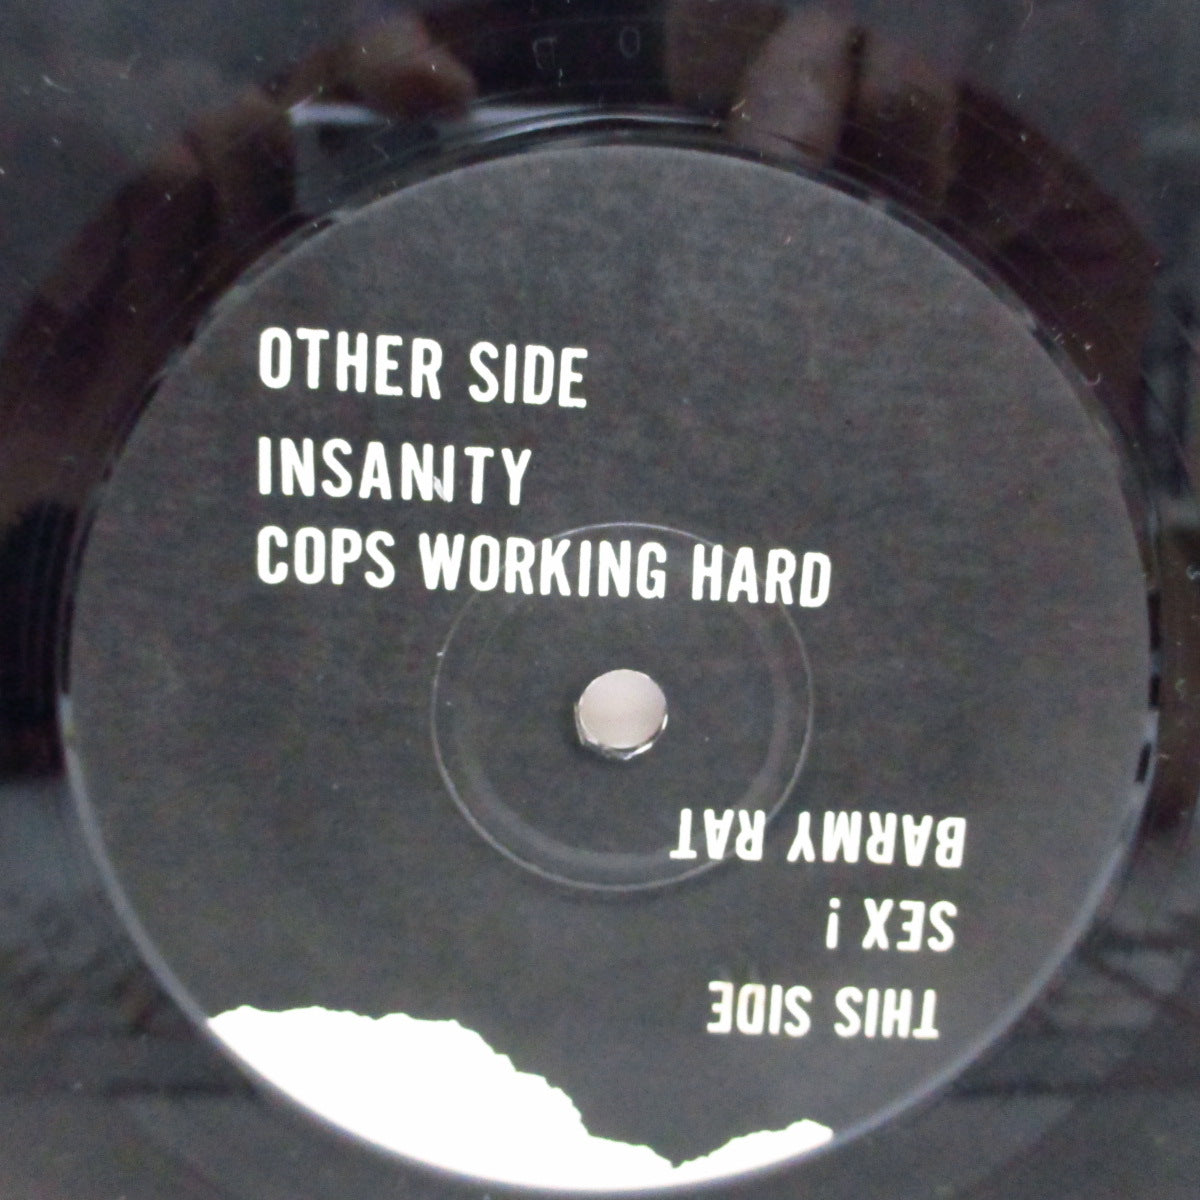 OTHER SIDE
INSANITY
COPS WORKING HARD
THIS SIDE
SEX!
BARMY RAT